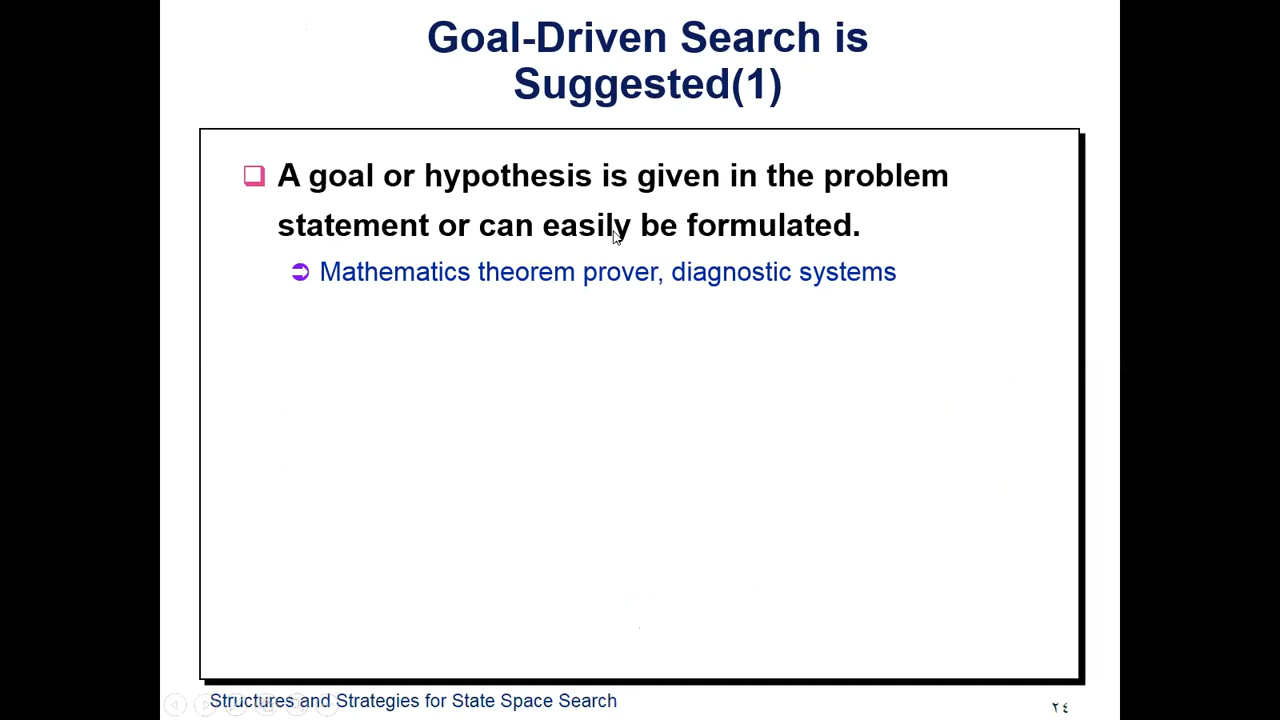 Goal-Driven Search is
Suggested(1)
A goal or hypothesis is given in the problem
statement or can easily be formulated.
Mathematics theorem prover, diagnostic systems
Structures and Strategies for State Space Search
٢٤